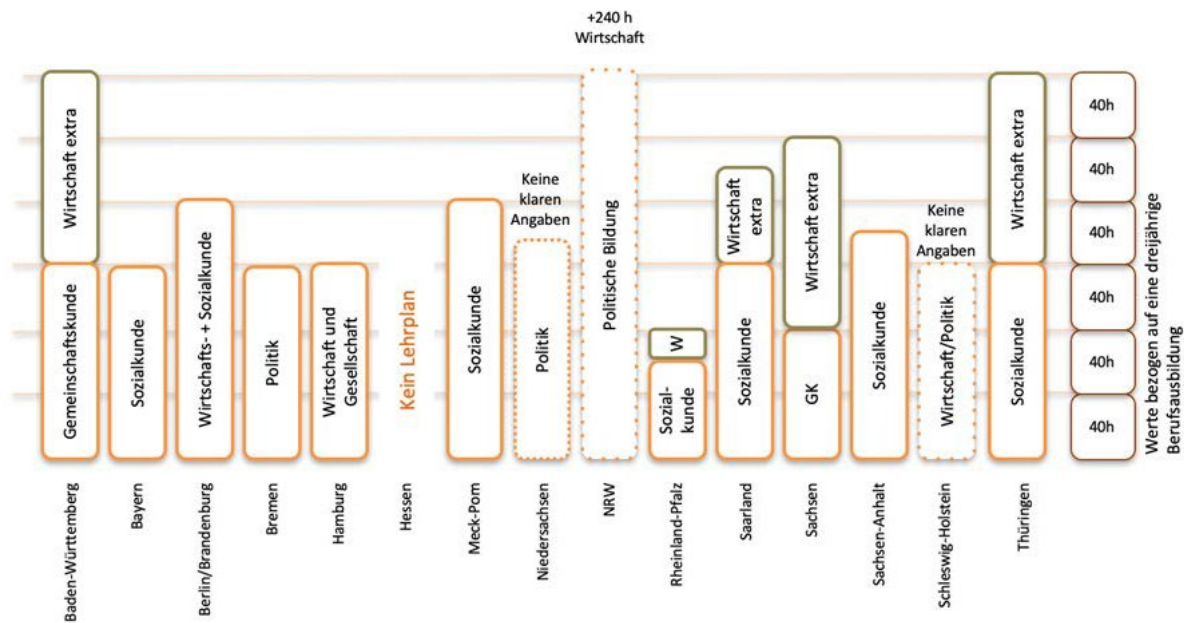 +240 h
Wirtschaft
Wirtschaft extra
Gemeinschaftskunde
Sozialkunde
Wirtschafts- + Sozialkunde
Politik
Wirtschaft und
Gesellschaft
Kein Lehrplan
Sozialkunde
Keine
klaren
Angaben
Politik
Politische Bildung
W
Sozial-
kunde
Wirtschaft
extra
Sozialkunde
Wirtschaft extra
GK
Sozialkunde
Keine
klaren
Angaben
Wirtschaft/Politik
Wirtschaft extra
Sozialkunde
40h
40h
40h
40h
40h
40h
Werte bezogen auf eine dreijährige
Berufsausbildung
Baden-Württemberg
Bayern
Berlin/Brandenburg
Bremen
Hamburg
Hessen
Meck-Pom
Niedersachsen
NRW
Rheinland-Pfalz
Saarland
Sachsen
Sachsen-Anhalt
Schleswig-Holstein
Thüringen